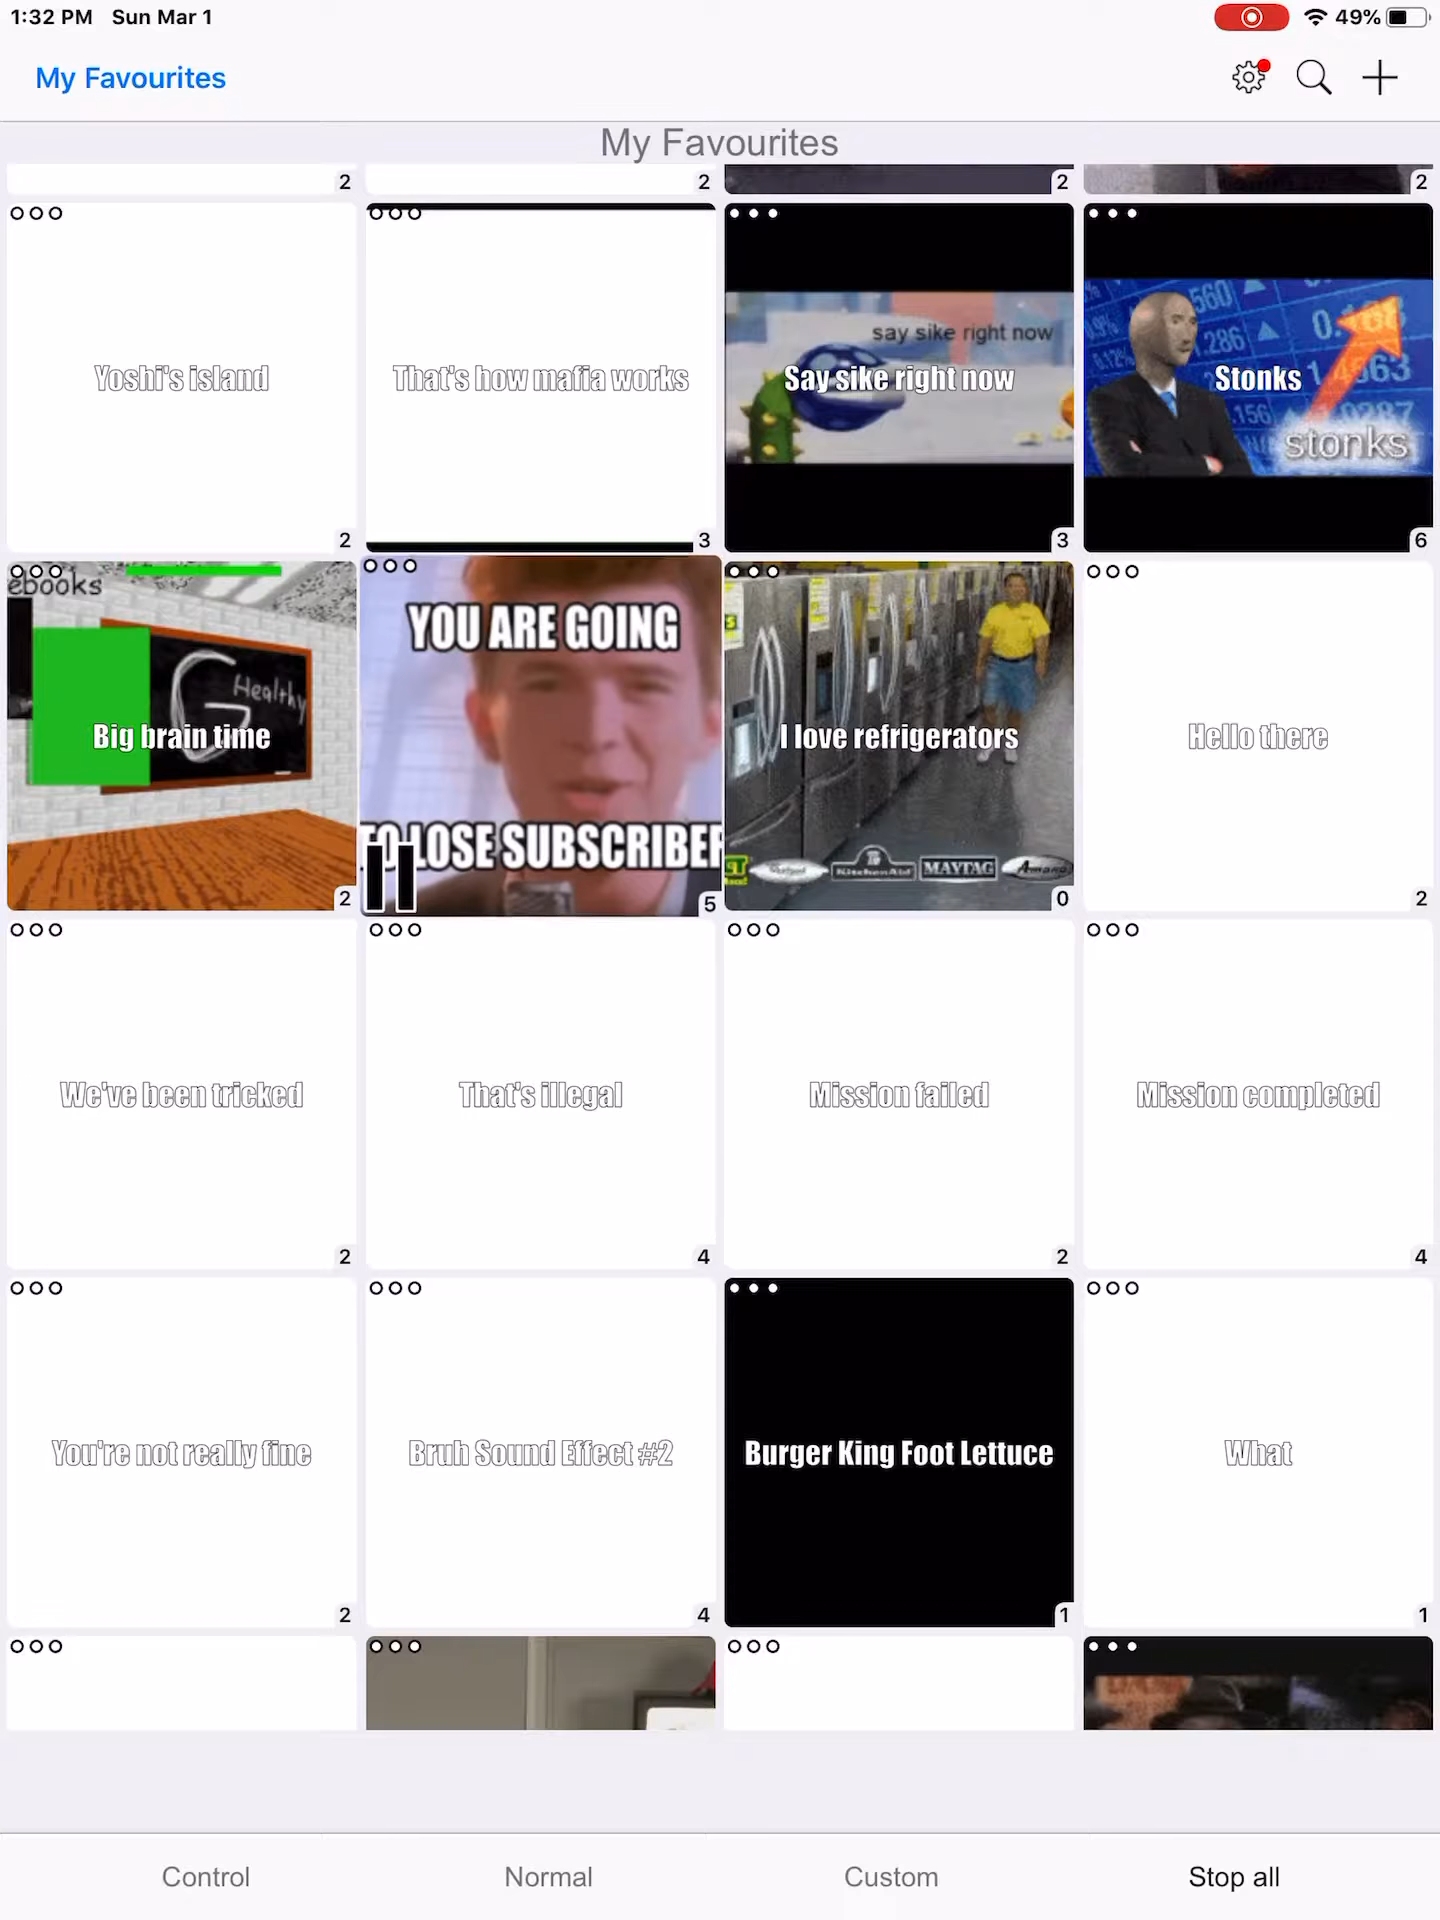 1:32 PM Sun Mar 1
49%
My Favourites
My Favourites
2
2
2
2
Yoshi's island
2
That's how mafia works
3
say sike right now
Say sike right now
3
Stonks
stonks
6
ebooks
G Healthy
Big brain time
2
YOU ARE GOING
TO LOSE SUBSCRIBER
5
I love refrigerators
KitchenAid
MAYTAG
Amana
0
Hello there
2
We've been tricked
2
That's illegal
4
Mission failed
2
Mission completed
4
You're not really fine
2
Bruh Sound Effect #2
4
Burger King Foot Lettuce
1
What
1
Control
Normal
Custom
Stop all